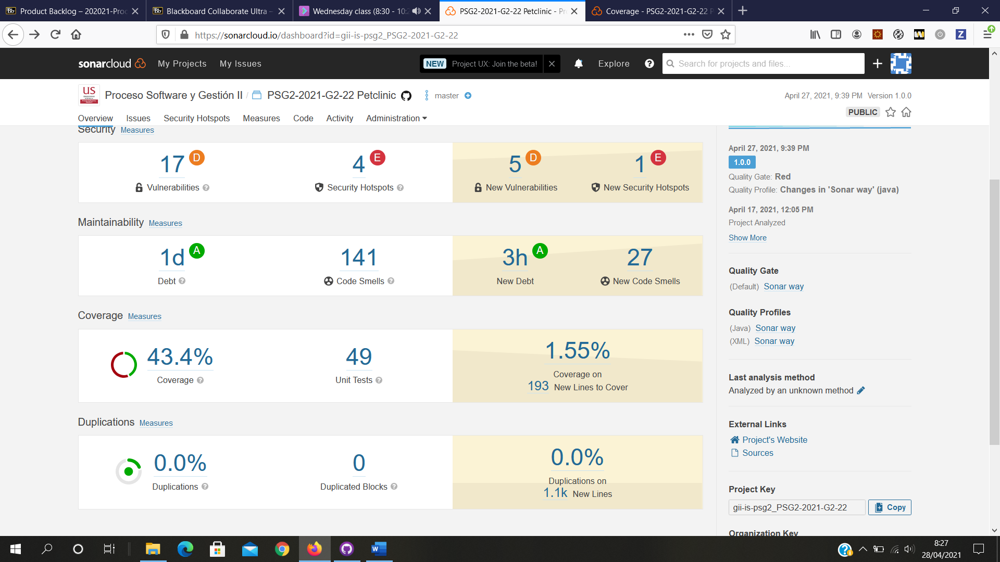 Product Backlog – 202021-Proc
Blackboard Collaborate Ultra –
Wednesday class (8:30 - 10:2
PSG2-2021-G2-22 Petclinic - Pr
Coverage - PSG2-2021-G2-22 P
https://sonarcloud.io/dashboard?id=gii-is-psg2_PSG2-2021-G2-22
sonarcloud
My Projects
My Issues
NEW Project UX: Join the beta!
Explore
Search for projects and files...
US
Proceso Software y Gestión II / PSG2-2021-G2-22 Petclinic
master
April 27, 2021, 9:39 PM Version 1.0.0
PUBLIC
Overview
Issues
Security Hotspots
Measures
Code
Activity
Administration
Security Measures
17 D
Vulnerabilities
4 E
Security Hotspots
5 D
New Vulnerabilities
1 E
New Security Hotspots
Maintainability Measures
1d A
Debt
141
Code Smells
3h A
New Debt
27
New Code Smells
Coverage Measures
43.4%
Coverage
49
Unit Tests
1.55%
Coverage on
193 New Lines to Cover
Duplications Measures
0.0%
Duplications
0
Duplicated Blocks
0.0%
Duplications on
1.1k New Lines
April 27, 2021, 9:39 PM
1.0.0
Quality Gate: Red
Quality Profile: Changes in 'Sonar way' (java)
April 17, 2021, 12:05 PM
Project Analyzed
Show More
Quality Gate
(Default) Sonar way
Quality Profiles
(Java) Sonar way
(XML) Sonar way
Last analysis method
Analyzed by an unknown method
External Links
Project's Website
Sources
Project Key
gii-is-psg2_PSG2-2021-G2-22
Copy
Organization Key
8:27
28/04/2021